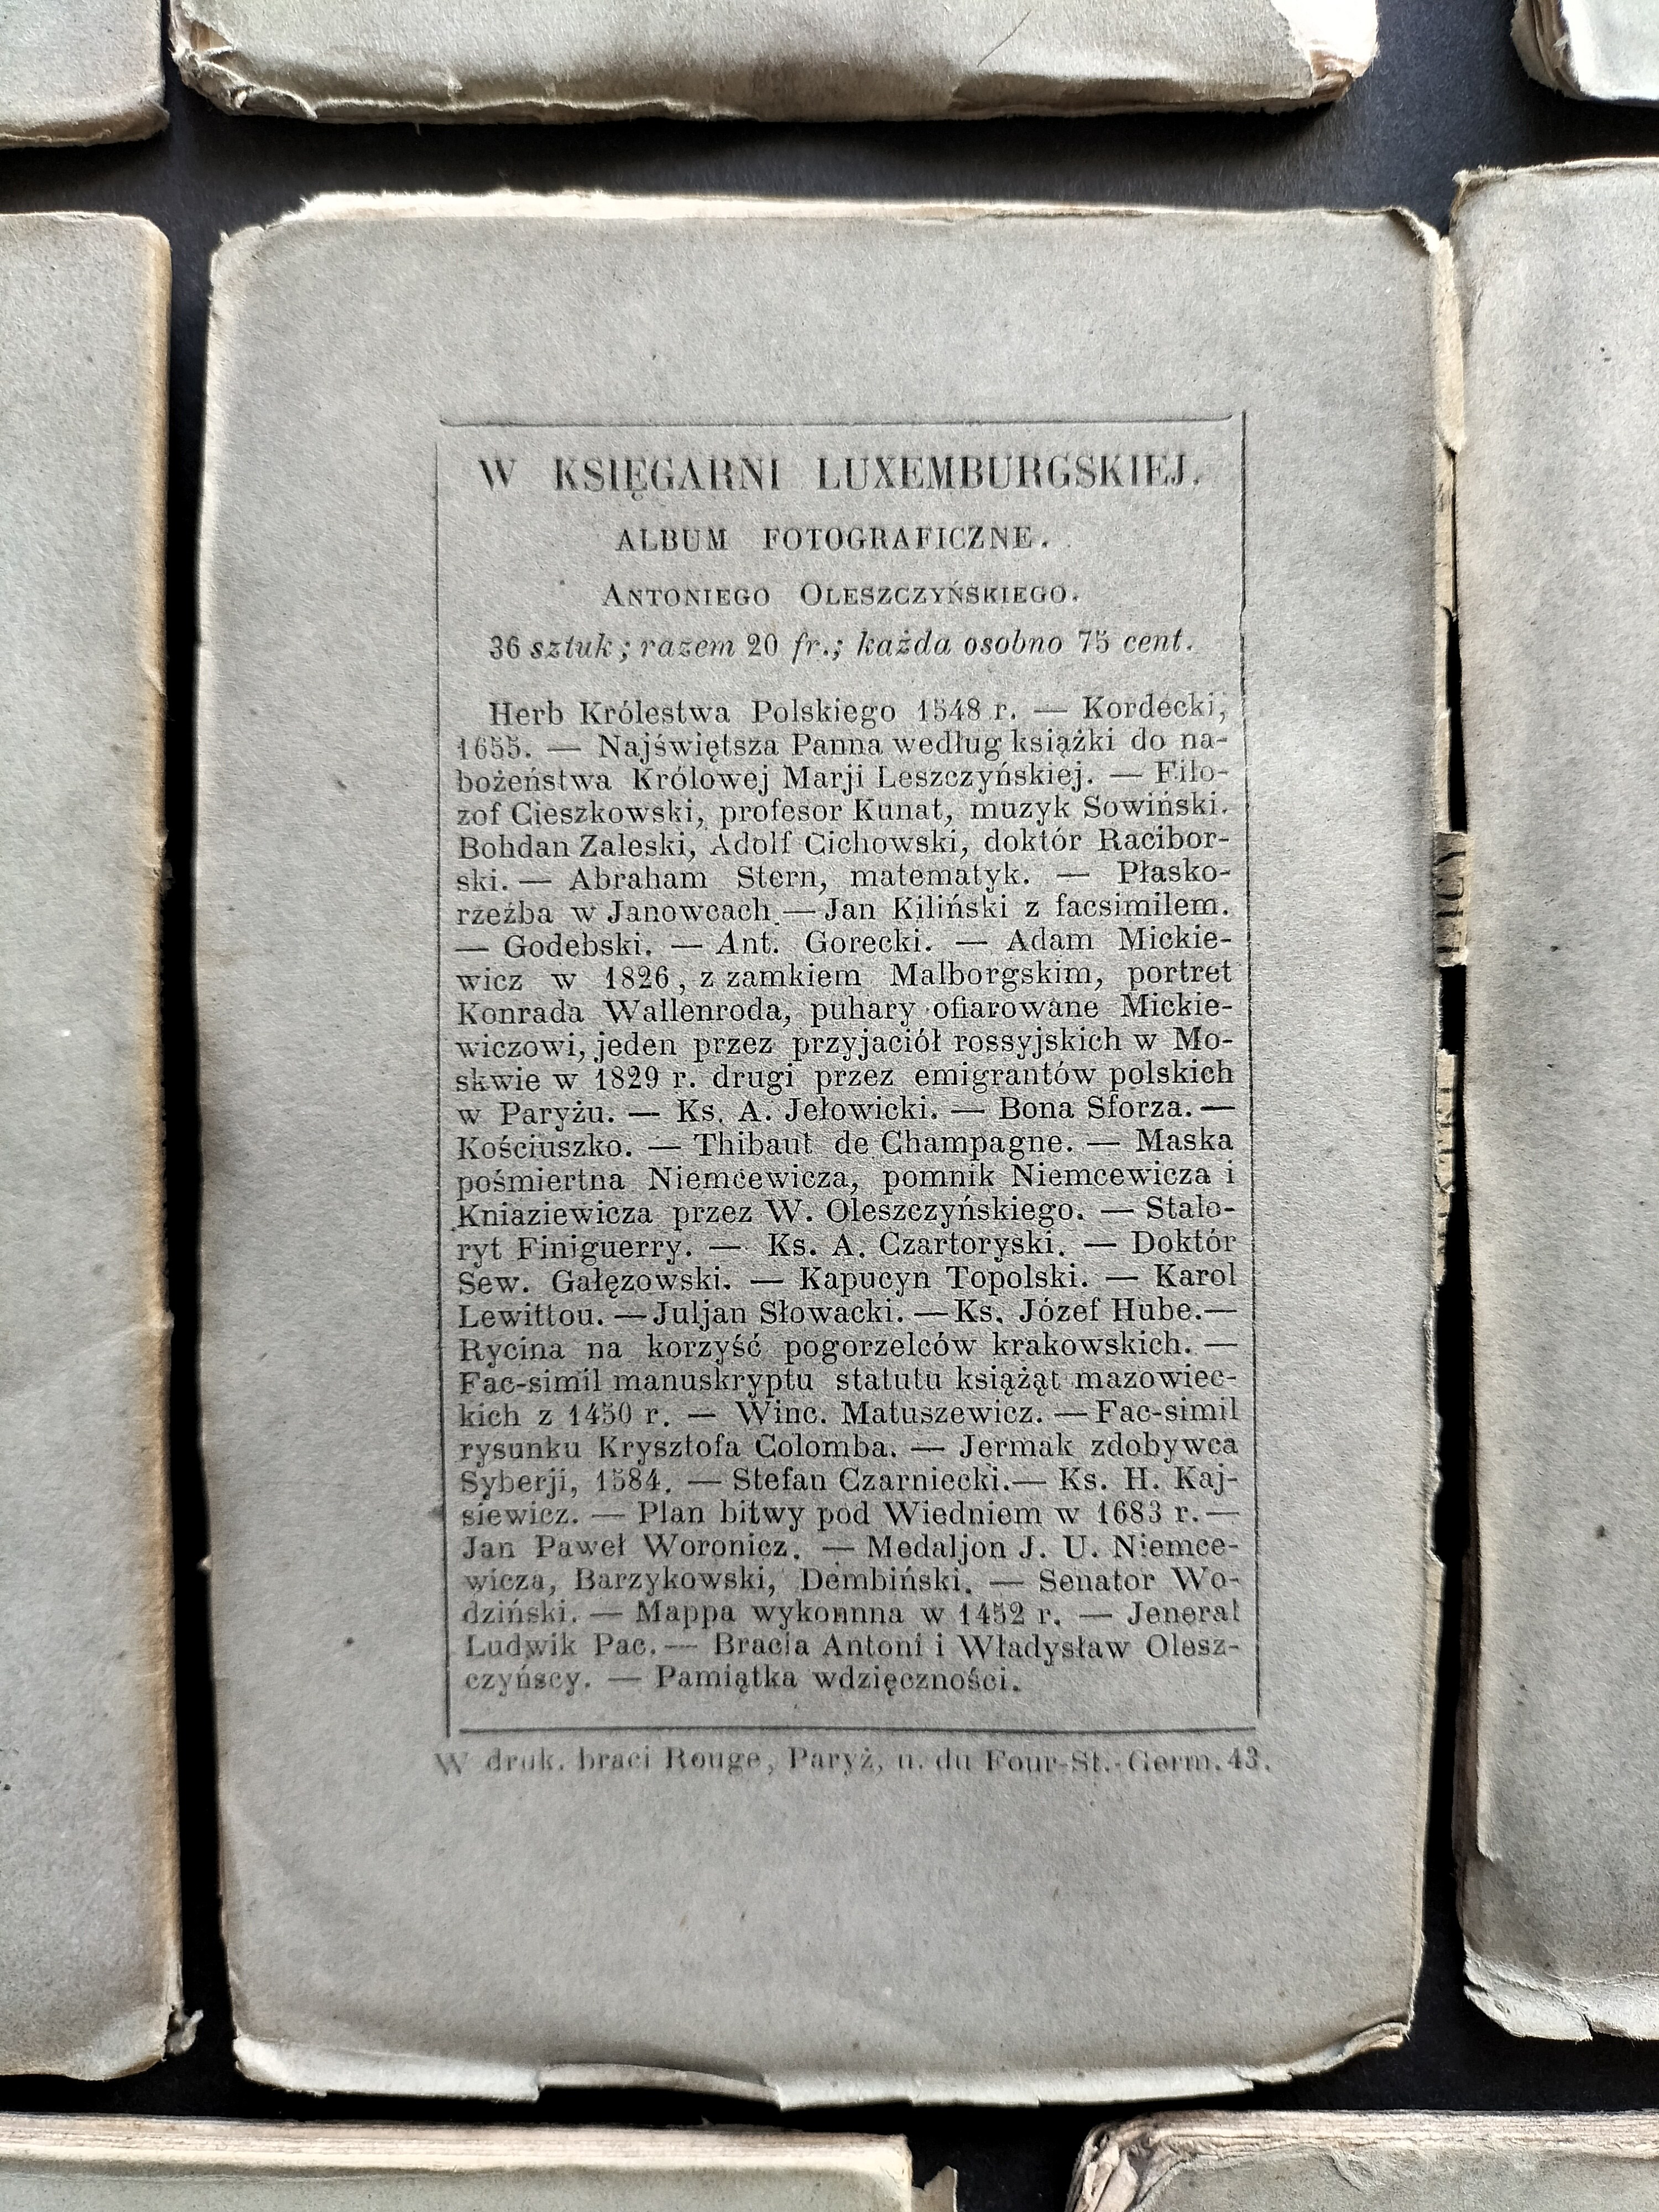 W KSIĘGARNI LUXEMBURGSKIEJ.
ALBUM FOTOGRAFICZNE.
ANTONIEGO OLESZCZYŃSKIEGO.
36 sztuk ; razem 20 fr.; każda osobno 75 cent.
Herb Królestwa Polskiego 1548 r. — Kordecki,
1655. — Najświętsza Panna według książki do na-
bożeństwa Królowej Marji Leszczyńskiej. — Filo-
zof Cieszkowski, profesor Kunat, muzyk Sowiński.
Bohdan Zaleski, Adolf Cichowski, doktór Racibor-
ski. — Abraham Stern, matematyk. — Płasko-
rzeźba w Janowcach. — Jan Kiliński z facsimilem.
— Godebski. — Ant. Gorecki. — Adam Mickie-
wicz w 1826, z zamkiem Malborgskim, portret
Konrada Wallenroda, puhary ofiarowane Mickie-
wiczowi, jeden przez przyjaciół rossyjskich w Mo-
skwie w 1829 r. drugi przez emigrantów polskich
w Paryżu. — Ks. A. Jełowicki. — Bona Sforza. —
Kościuszko. — Thibaut de Champagne. — Maska
pośmiertna Niemcewicza, pomnik Niemcewicza i
Kniaziewicza przez W. Oleszczyńskiego. — Stalo-
ryt Finiguerry. — Ks. A. Czartoryski. — Doktór
Sew. Gałęzowski. — Kapucyn Topolski. — Karol
Lewittou. — Juljan Słowacki. — Ks. Józef Hube. —
Rycina na korzyść pogorzelców krakowskich. —
Fac-simil manuskryptu statutu książąt mazowiec-
kich z 1450 r. — Winc. Matuszewicz. — Fac-simil
rysunku Krysztofa Colomba. — Jermak zdobywca
Syberji, 1584. — Stefan Czarniecki. — Ks. H. Kaj-
siewicz. — Plan bitwy pod Wiedniem w 1683 r. —
Jan Paweł Woronicz. — Medaljon J. U. Niemce-
wicza, Barzykowski, Dembiński. — Senator Wo-
dziński. — Mappa wykonnna w 1452 r. — Jenerał
Ludwik Pac. — Bracia Antoni i Władysław Olesz-
czyńscy. — Pamiątka wdzięczności.
W druk. braci Rouge, Paryż, u. du Four-St.-Germ. 43.